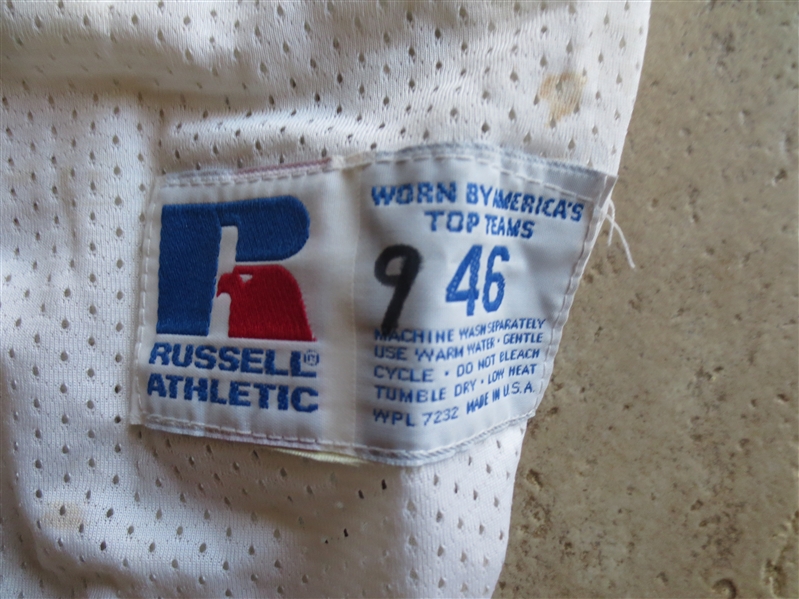 RUSSELL®
ATHLETIC
WORN BY AMERICA'S
TOP TEAMS
9 46
MACHINE WASH SEPARATELY
USE WARM WATER · GENTLE
CYCLE · DO NOT BLEACH
TUMBLE DRY · LOW HEAT
WPL 7232 MADE IN U.S.A.